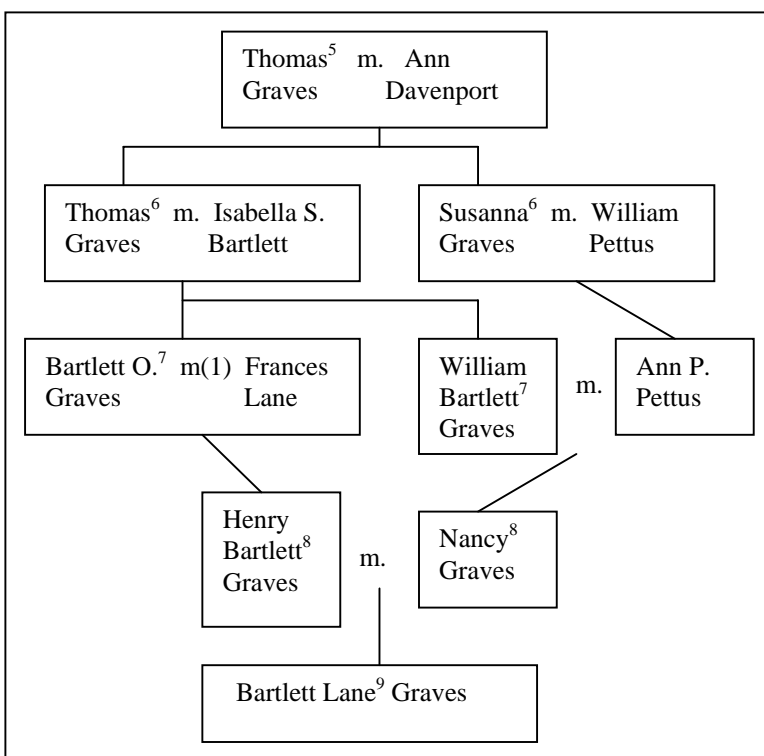 Thomas⁵ m. Ann
Graves Davenport
Thomas⁶ m. Isabella S.
Graves Bartlett
Susanna⁶ m. William
Graves Pettus
Bartlett O.⁷ m(1) Frances
Graves Lane
William
Bartlett⁷
Graves
m.
Ann P.
Pettus
Henry
Bartlett⁸
Graves
m.
Nancy⁸
Graves
Bartlett Lane⁹ Graves